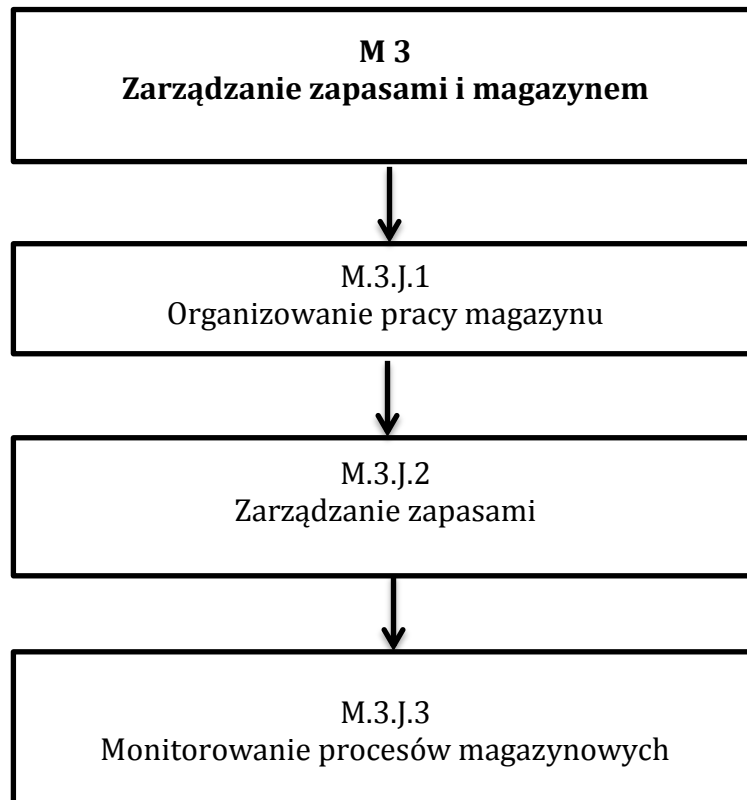 M 3
Zarządzanie zapasami i magazynem
M.3.J.1
Organizowanie pracy magazynu
M.3.J.2
Zarządzanie zapasami
M.3.J.3
Monitorowanie procesów magazynowych